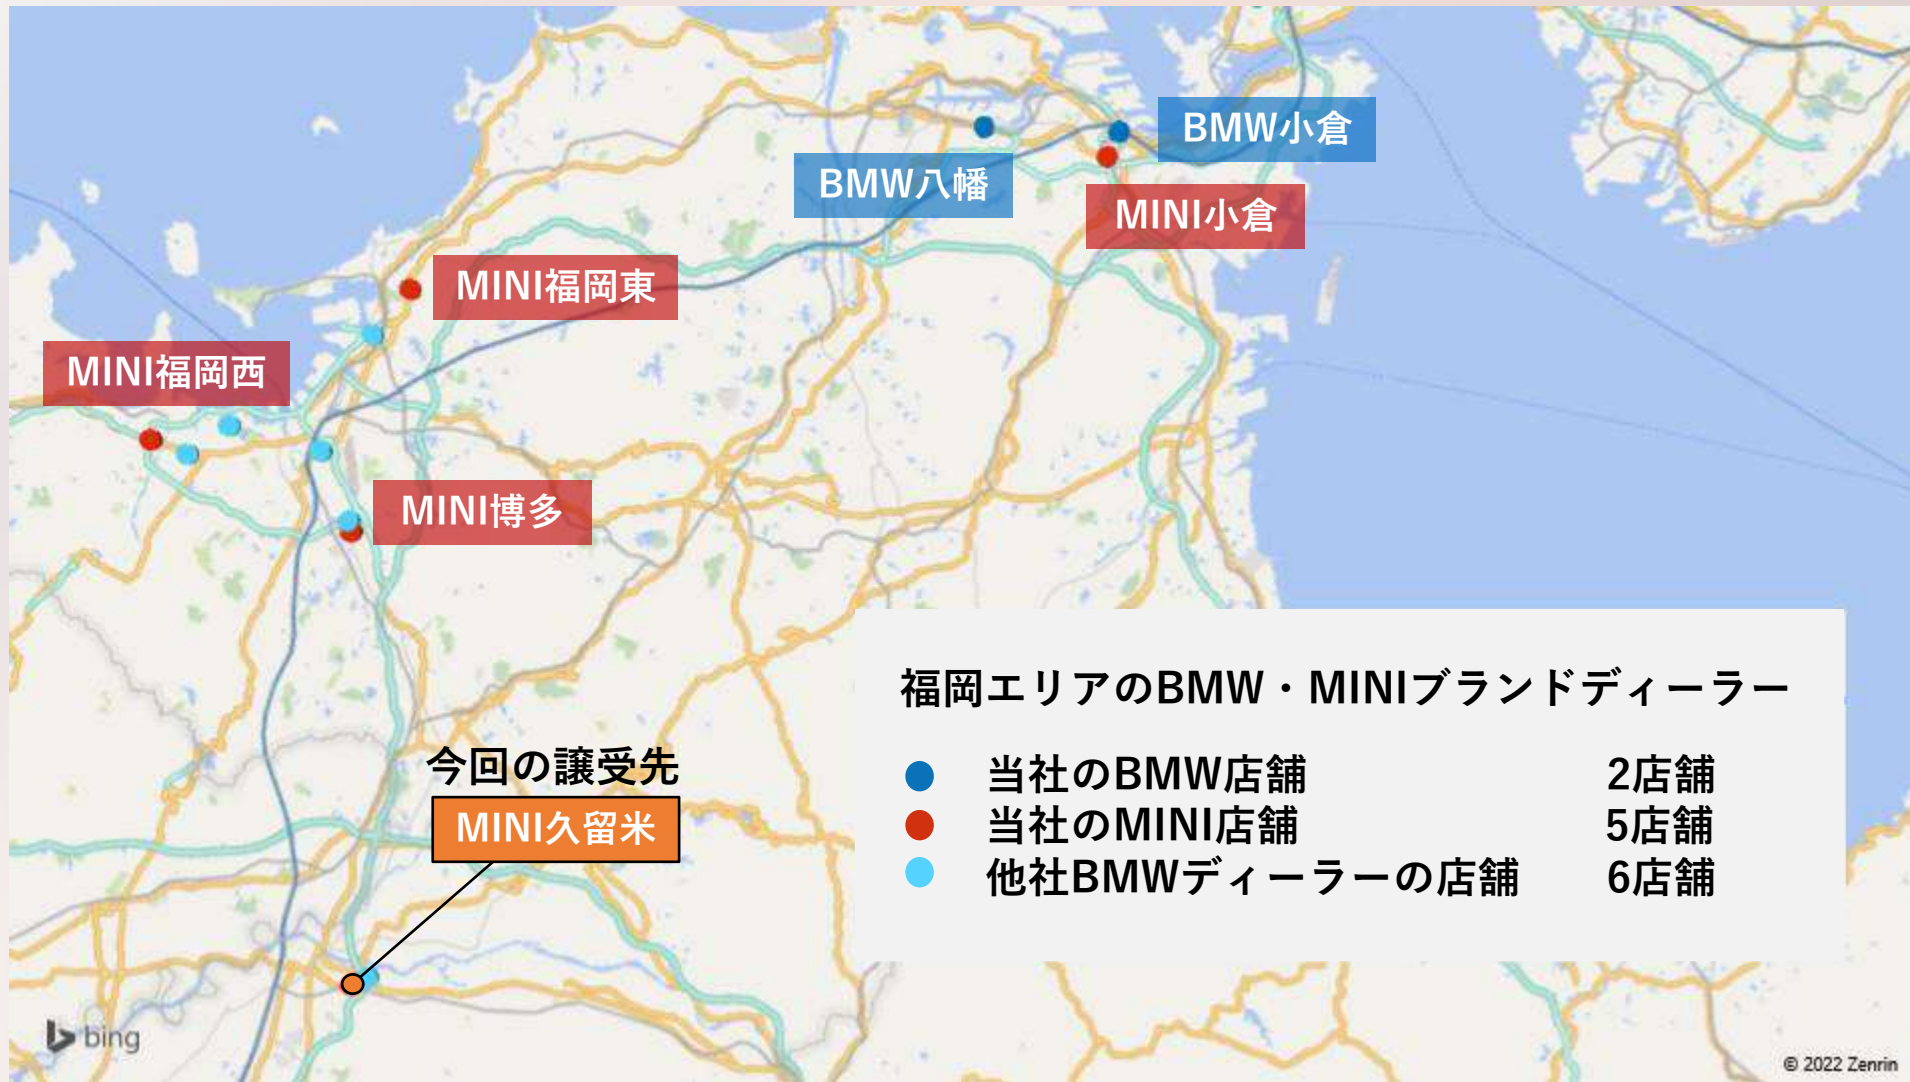 BMW小倉
BMW八幡
MINI小倉
MINI福岡東
MINI福岡西
MINI博多
福岡エリアのBMW・MINIブランドディーラー
当社のBMW店舗 2店舗
当社のMINI店舗 5店舗
他社BMWディーラーの店舗 6店舗
今回の譲受先
MINI久留米
bing
© 2022 Zenrin